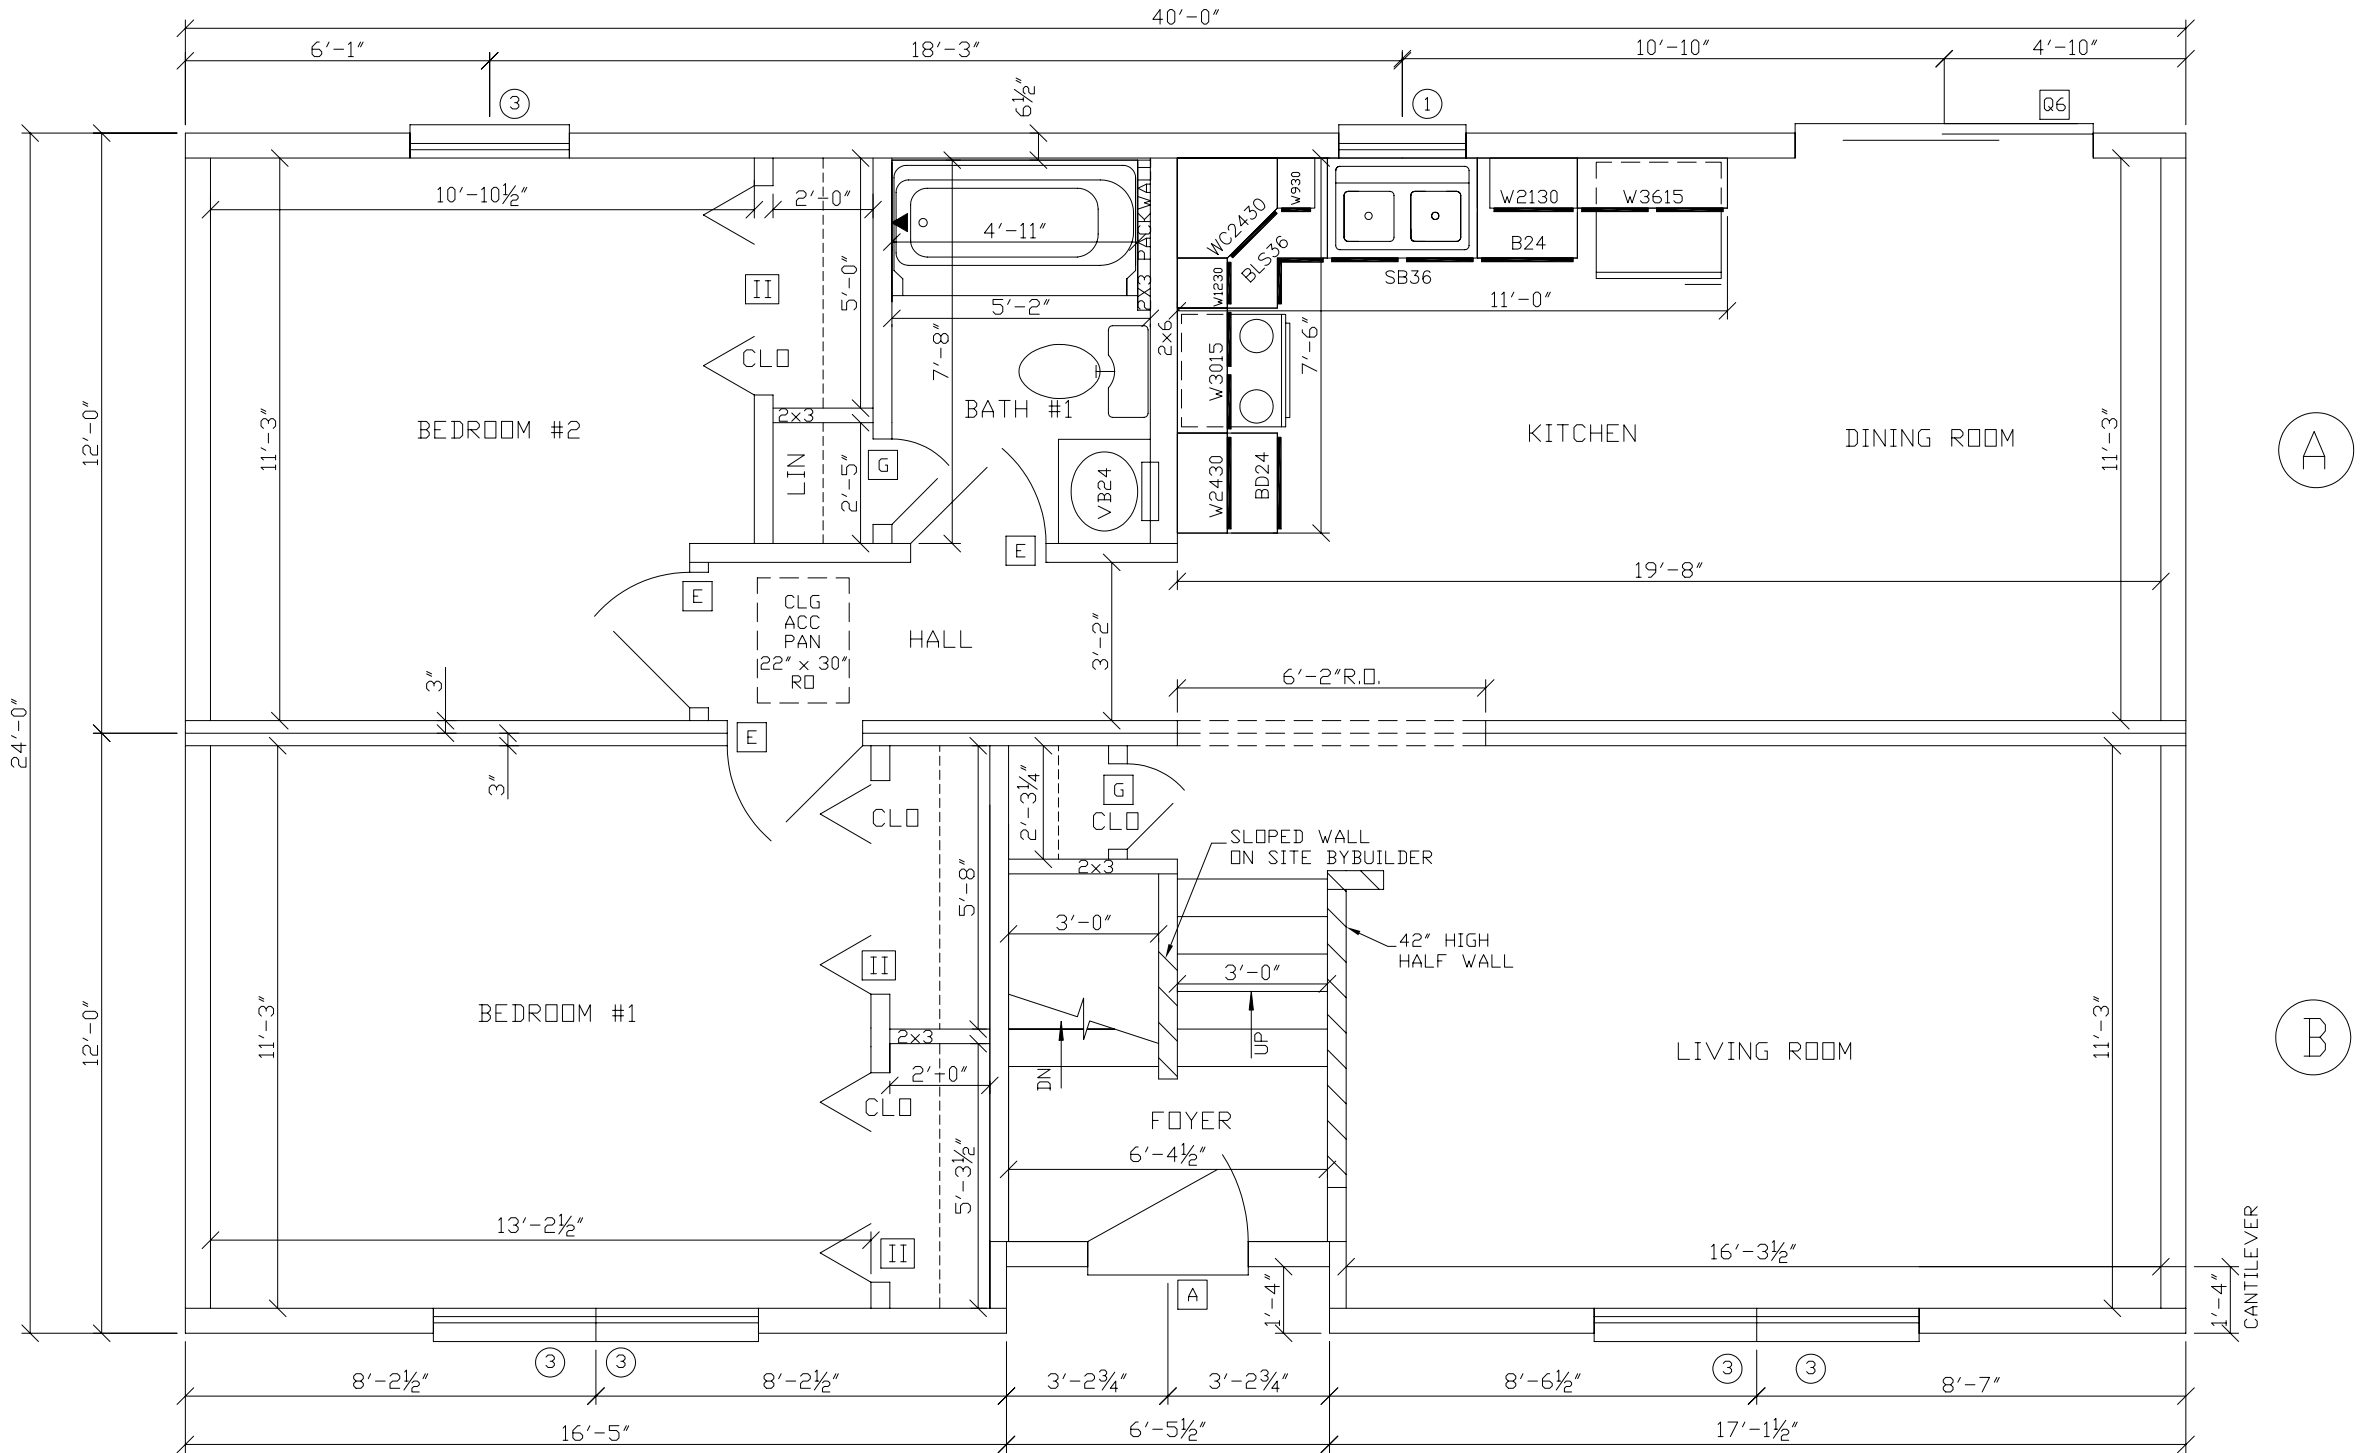 40'-0"
6'-1"
18'-3"
10'-10"
4'-10"
3
6½"
1
Q6
10'-10½"
2'-0"
4'-11"
2X3 PACKWALL
WC2430
W930
W2130
W3615
BLS36
B24
SB36
W1230
II
5'-0"
5'-2"
11'-0"
7'-8"
2x6
W3015
7'-6"
CLO
12'-0"
11'-3"
BEDROOM #2
2x3
BATH #1
KITCHEN
DINING ROOM
11'-3"
A
LIN
2'-5"
G
VB24
W2430
BD24
E
19'-8"
E
CLG
ACC
PAN
22" x 30"
RO
HALL
3'-2"
6'-2"R.O.
3"
24'-0"
E
3"
2'-3¼"
G
CLO
CLO
SLOPED WALL
ON SITE BYBUILDER
2x3
5'-8"
3'-0"
42" HIGH
HALF WALL
II
3'-0"
12'-0"
11'-3"
BEDROOM #1
2x3
UP
DN
LIVING ROOM
11'-3"
B
2'-0"
CLO
FOYER
6'-4½"
5'-3½"
13'-2½"
II
16'-3½"
A
1'-4"
1'-4"
CANTILEVER
3
3
3
3
8'-2½"
8'-2½"
3'-2¾"
3'-2¾"
8'-6½"
8'-7"
16'-5"
6'-5½"
17'-1½"